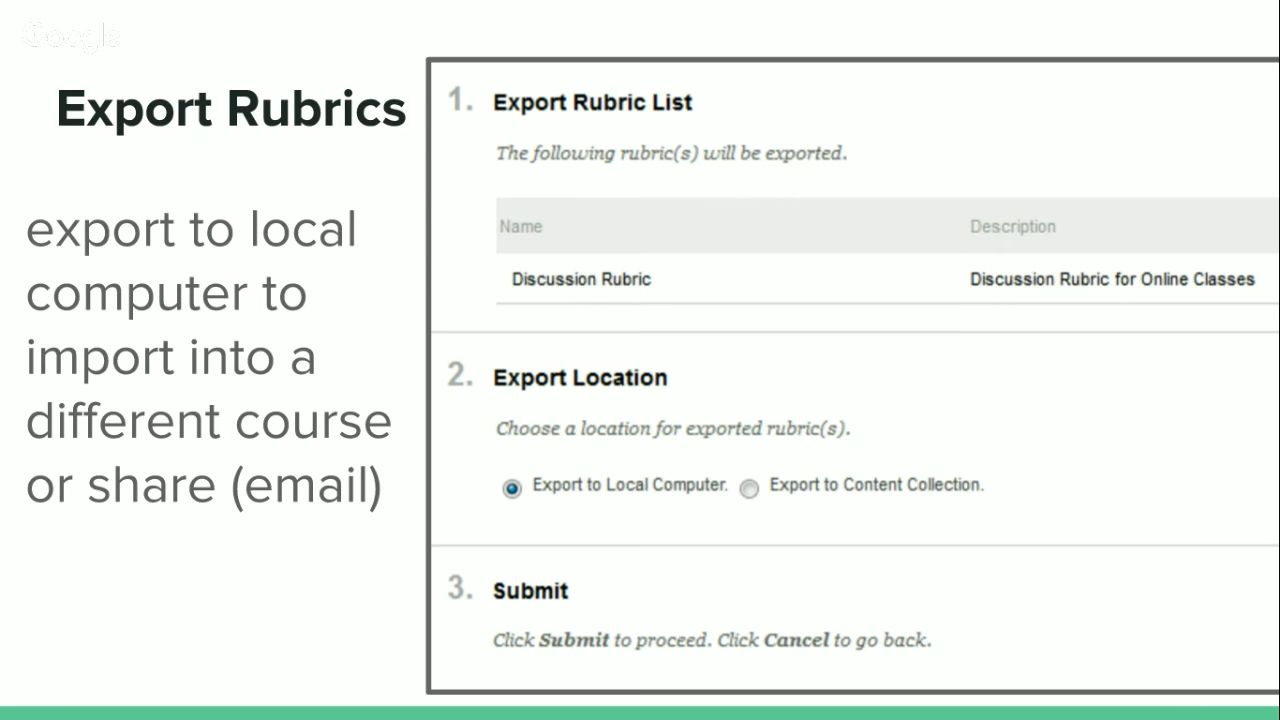 Google
Export Rubrics
export to local
computer to
import into a
different course
or share (email)
1. Export Rubric List
The following rubric(s) will be exported.
Name Description
Discussion Rubric Discussion Rubric for Online Classes
2. Export Location
Choose a location for exported rubric(s).
Export to Local Computer. Export to Content Collection.
3. Submit
Click Submit to proceed. Click Cancel to go back.